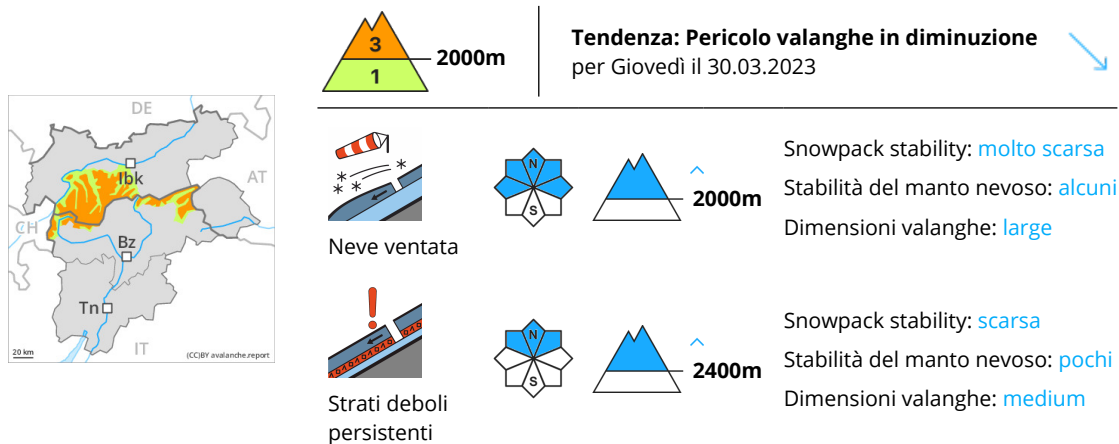 3
1
2000m
Tendenza: Pericolo valanghe in diminuzione
per Giovedì il 30.03.2023
DE
Ibk
AT
CH
Bz
Tn
IT
20 km
(CC)BY avalanche.report
Neve ventata
N
S
2000m
Snowpack stability: molto scarsa
Stabilità del manto nevoso: alcuni
Dimensioni valanghe: large
Strati deboli
persistenti
N
S
2400m
Snowpack stability: scarsa
Stabilità del manto nevoso: pochi
Dimensioni valanghe: medium